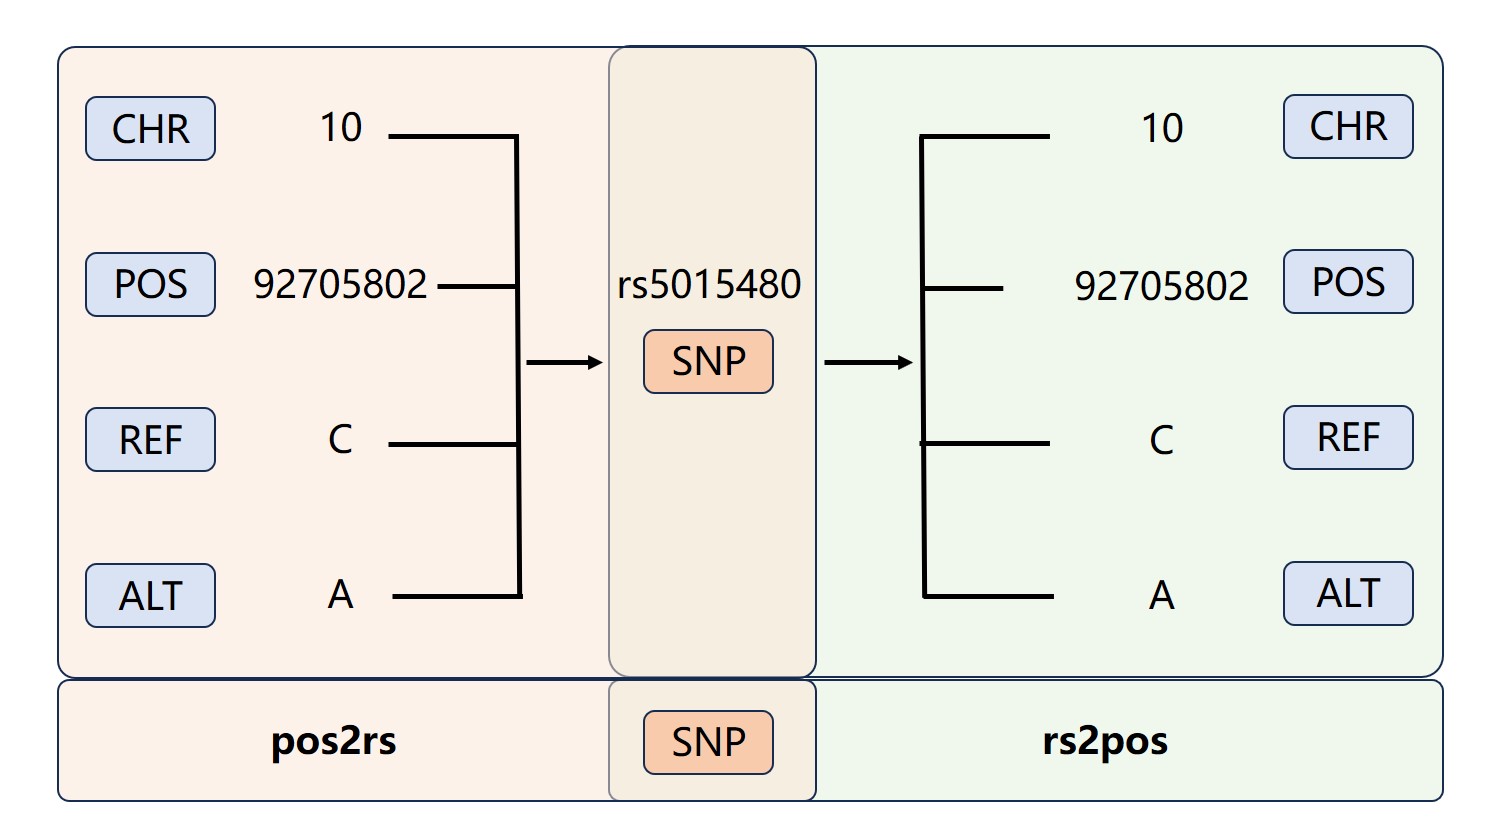 CHR 10 10 CHR
POS 92705802 rs5015480 92705802 POS
SNP
REF C C REF
ALT A A ALT
pos2rs SNP rs2pos